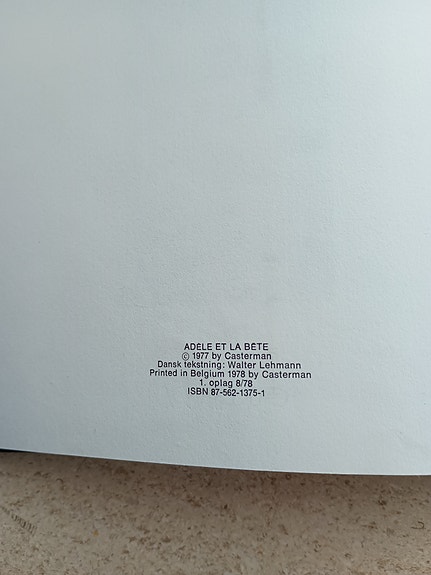 ADÈLE ET LA BÊTE
© 1977 by Casterman
Dansk tekstning: Walter Lehmann
Printed in Belgium 1978 by Casterman
1. oplag 8/78
ISBN 87-562-1375-1